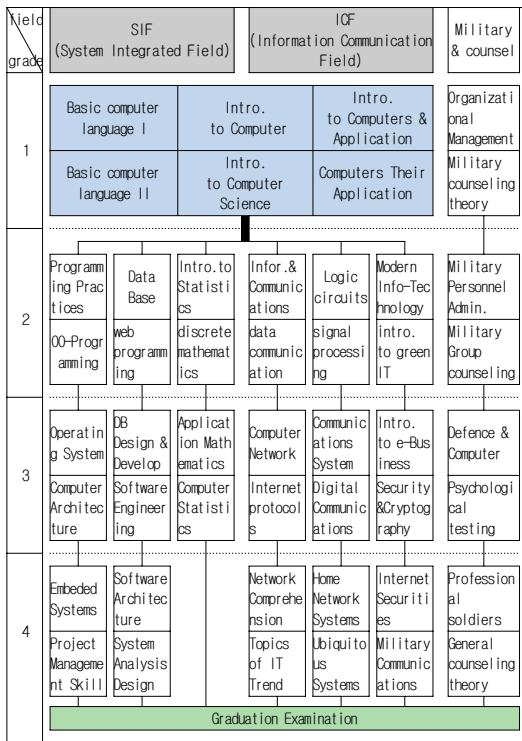 field
grade
SIF
(System Integrated Field)
ICF
(Information Communication
Field)
Military
& counsel
1
Basic computer
language I
Intro.
to Computer
Intro.
to Computers &
Application
Organizati
onal
Management
Basic computer
language II
Intro.
to Computer
Science
Computers Their
Application
Military
counseling
theory
2
Programm
ing Prac
tices
Data
Base
Intro.to
Statisti
cs
Infor.&
Communic
ations
Logic
circuits
Modern
Info-Tec
hnology
Military
Personnel
Admin.
OO-Progr
amming
web
programm
ing
discrete
mathemat
ics
data
communic
ation
signal
processi
ng
intro.
to green
IT
Military
Group
counseling
3
Operatin
g System
DB
Design &
Develop
Applicat
ion Math
ematics
Computer
Network
Communic
ations
System
Intro.
to e-Bus
iness
Defence &
Computer
Computer
Architec
ture
Software
Engineer
ing
Computer
Statisti
cs
Internet
protocol
s
Digital
Communic
ations
Security
&Cryptog
raphy
Psychologi
cal
testing
4
Embeded
Systems
Software
Architec
ture
Network
Comprehe
nsion
Home
Network
Systems
Internet
Securiti
es
Profession
al
soldiers
Project
Manageme
nt Skill
System
Analysis
Design
Topics
of IT
Trend
Ubiquito
us
Systems
Military
Communic
ations
General
counseling
theory
Graduation Examination